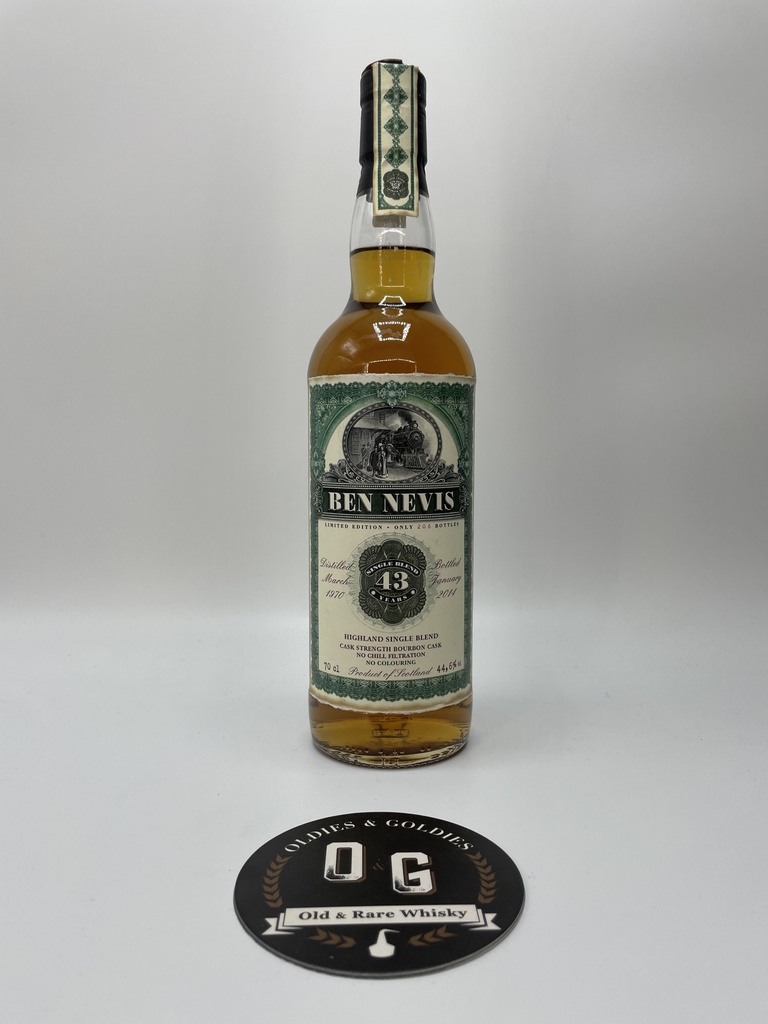 BEN NEVIS
LIMITED EDITION • ONLY 206 BOTTLES
Distilled
March
1970
SINGLE BLEND
43
YEARS
Bottled
January
2014
HIGHLAND SINGLE BLEND
CASK STRENGTH BOURBON CASK
NO CHILL FILTRATION
NO COLOURING
70 cl
Product of Scotland
44,6%
OLDIES & GOLDIES
O G
Old & Rare Whisky